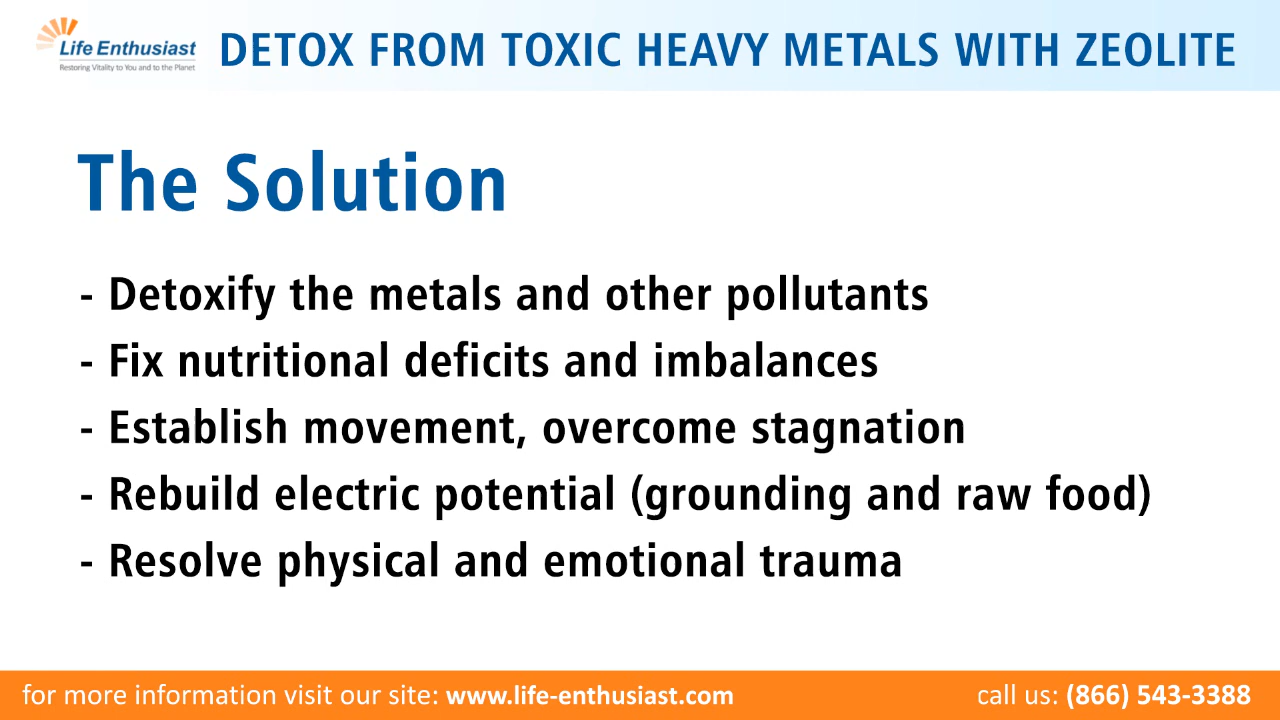 Life Enthusiast
Restoring Vitality to You and to the Planet
DETOX FROM TOXIC HEAVY METALS WITH ZEOLITE
The Solution
- Detoxify the metals and other pollutants
- Fix nutritional deficits and imbalances
- Establish movement, overcome stagnation
- Rebuild electric potential (grounding and raw food)
- Resolve physical and emotional trauma
for more information visit our site: www.life-enthusiast.com
call us: (866) 543-3388